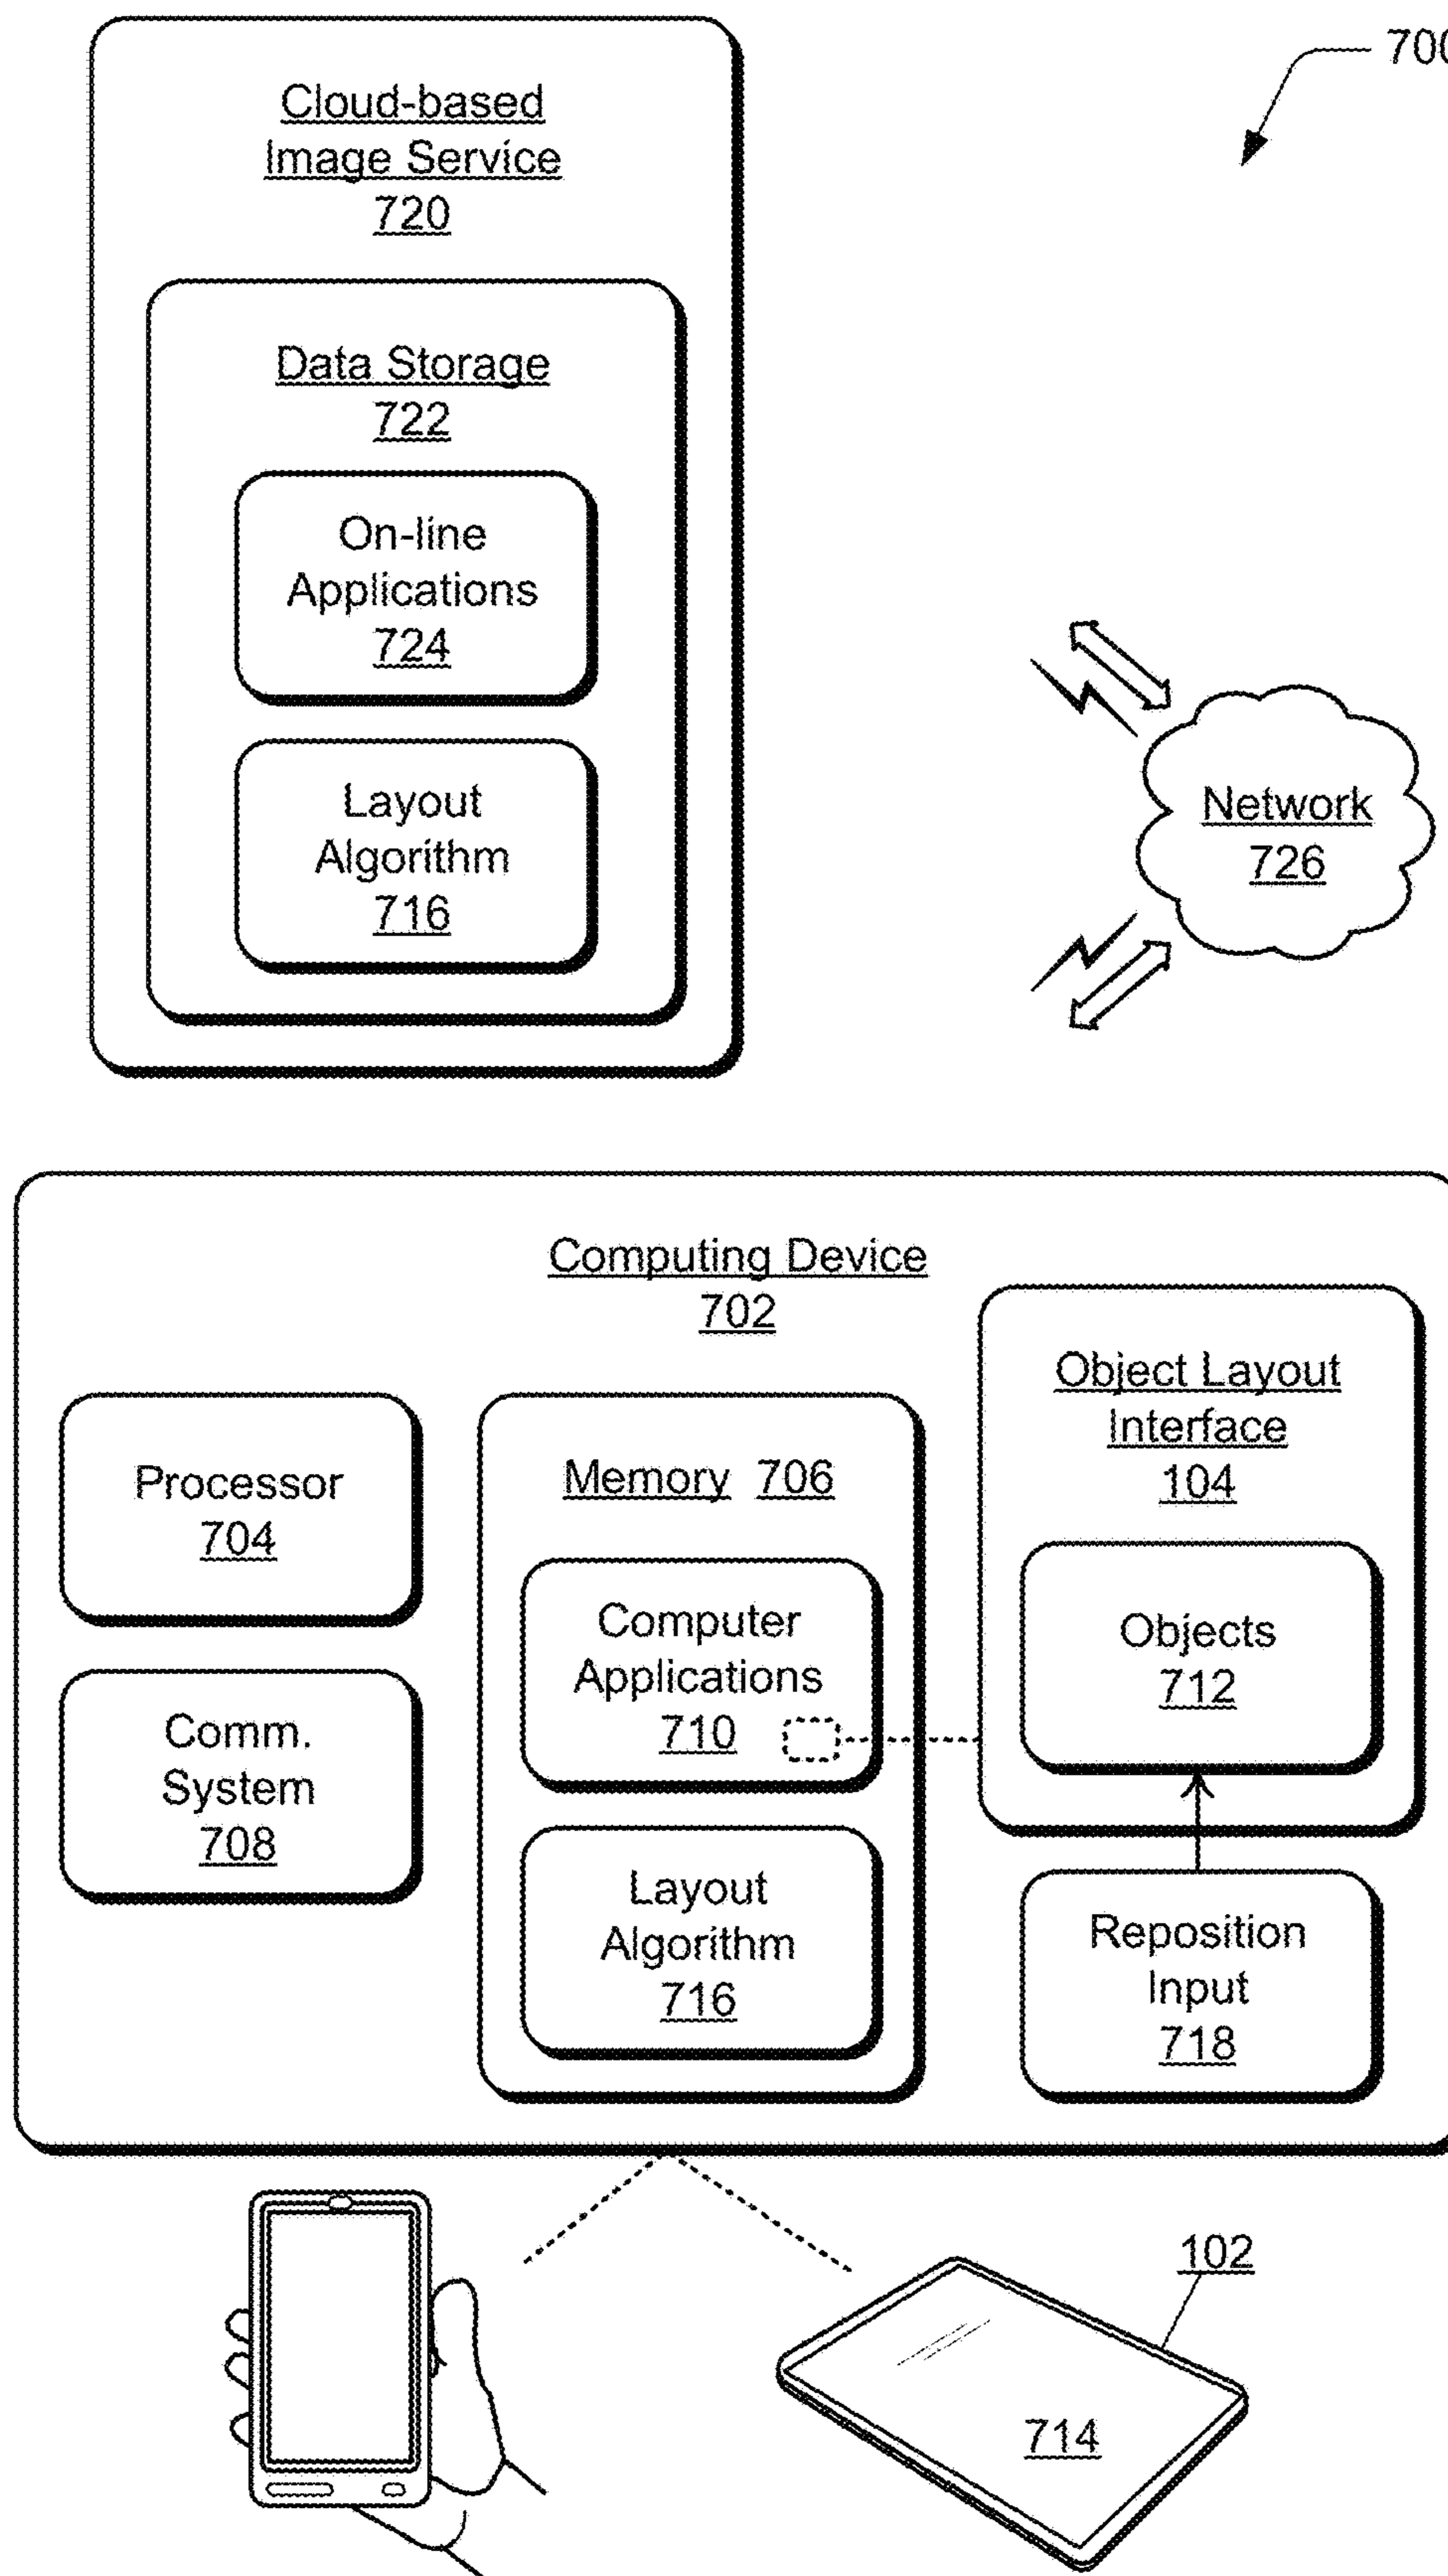 700
Cloud-based
Image Service
720
Data Storage
722
On-line
Applications
724
Layout
Algorithm
716
Network
726
Computing Device
702
Processor
704
Comm.
System
708
Memory 706
Computer
Applications
710
Layout
Algorithm
716
Object Layout
Interface
104
Objects
712
Reposition
Input
718
102
714